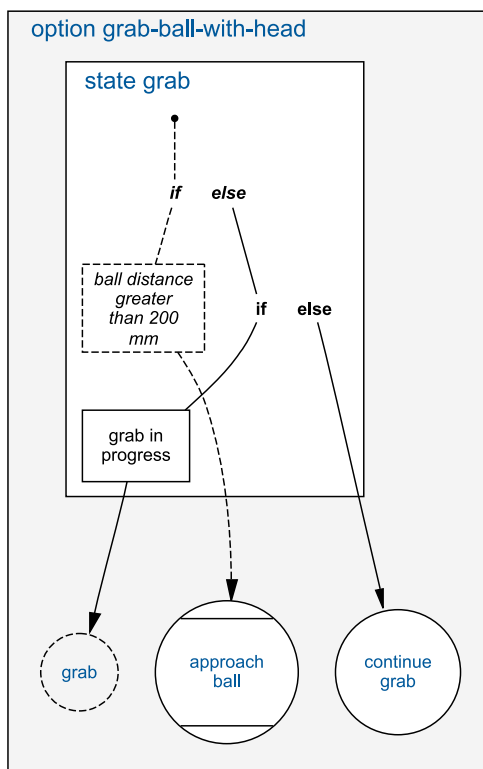 option grab-ball-with-head
state grab
if else
ball distance
greater
than 200
mm
if else
grab in
progress
grab
approach
ball
continue
grab